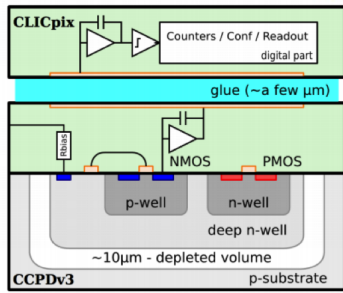 CLICpix
Counters / Conf / Readout
digital part
glue (~a few μm)
Rbias
NMOS
PMOS
p-well
n-well
deep n-well
~10μm - depleted volume
CCPDv3
p-substrate